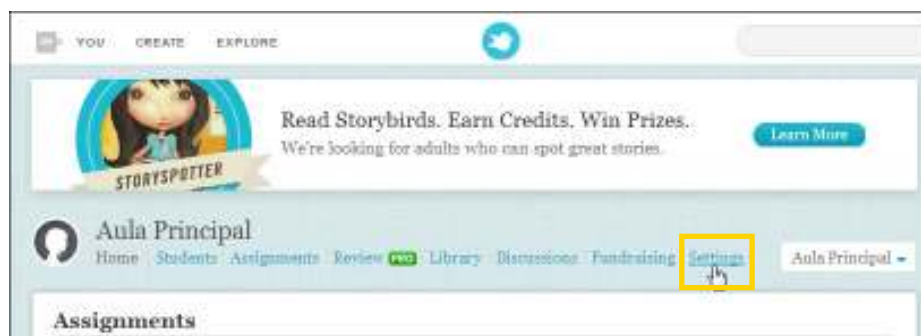 YOU CREATE EXPLORE
Read Storybirds. Earn Credits. Win Prizes.
We're looking for adults who can spot great stories.
Learn More
STORYSPOTTER
Aula Principal
Home Students Assignments Review PRO Library Discussions Fundraising Settings Aula Principal
Assignments